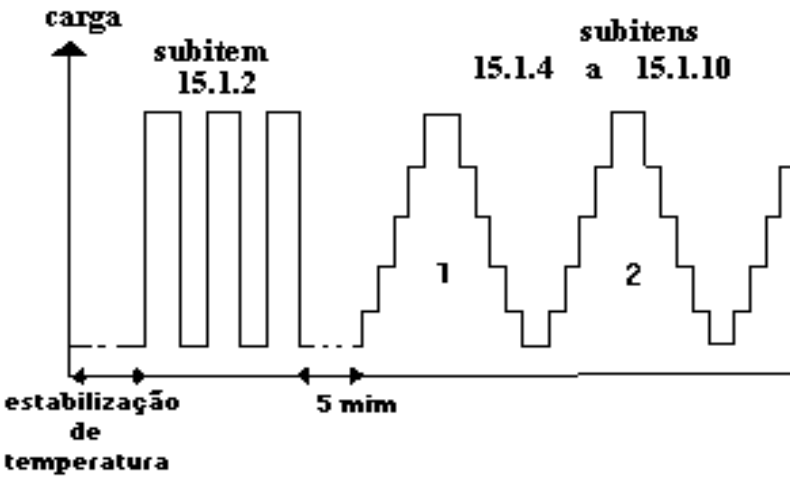 carga
subitem
15.1.2
subitens
15.1.4 a 15.1.10
1
2
5 mim
estabilização
de
temperatura